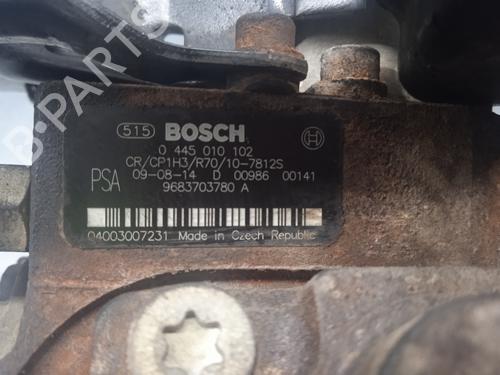 B-PARTS
515 BOSCH
0 445 010 102
CR/CP1H3/R70/10-7812S
PSA 09-08-14 D 00986 00141
9683703780 A
04003007231 Made in Czech Republic